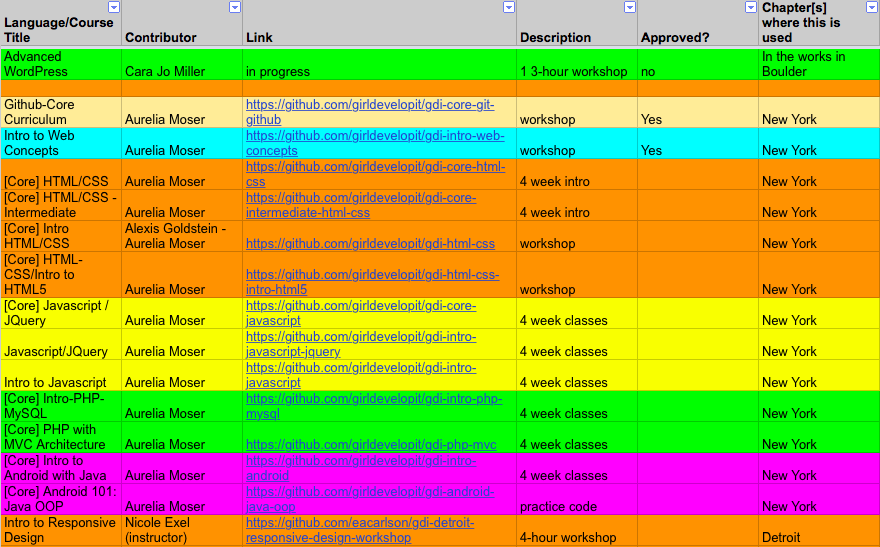 Language/Course Title Contributor Link Description Approved? Chapter[s] where this is used
Advanced WordPress Cara Jo Miller in progress 1 3-hour workshop no In the works in Boulder
Github-Core Curriculum Aurelia Moser https://github.com/girldevelopit/gdi-core-git-github workshop Yes New York
Intro to Web Concepts Aurelia Moser https://github.com/girldevelopit/gdi-intro-web-concepts workshop Yes New York
[Core] HTML/CSS Aurelia Moser https://github.com/girldevelopit/gdi-core-html-css 4 week intro New York
[Core] HTML/CSS - Intermediate Aurelia Moser https://github.com/girldevelopit/gdi-core-intermediate-html-css 4 week intro New York
[Core] Intro HTML/CSS Alexis Goldstein - Aurelia Moser https://github.com/girldevelopit/gdi-html-css workshop New York
[Core] HTML-CSS/Intro to HTML5 Aurelia Moser https://github.com/girldevelopit/gdi-html-css-intro-html5 workshop New York
[Core] Javascript / JQuery Aurelia Moser https://github.com/girldevelopit/gdi-core-javascript 4 week classes New York
Javascript/JQuery Aurelia Moser https://github.com/girldevelopit/gdi-intro-javascript-jquery 4 week classes New York
Intro to Javascript Aurelia Moser https://github.com/girldevelopit/gdi-intro-javascript 4 week classes New York
[Core] Intro-PHP-MySQL Aurelia Moser https://github.com/girldevelopit/gdi-intro-php-mysql 4 week classes New York
[Core] PHP with MVC Architecture Aurelia Moser https://github.com/girldevelopit/gdi-php-mvc 4 week classes New York
[Core] Intro to Android with Java Aurelia Moser https://github.com/girldevelopit/gdi-intro-android 4 week classes New York
[Core] Android 101: Java OOP Aurelia Moser https://github.com/girldevelopit/gdi-android-java-oop practice code New York
Intro to Responsive Design Nicole Exel (instructor) https://github.com/eacarlson/gdi-detroit-responsive-design-workshop 4-hour workshop Detroit